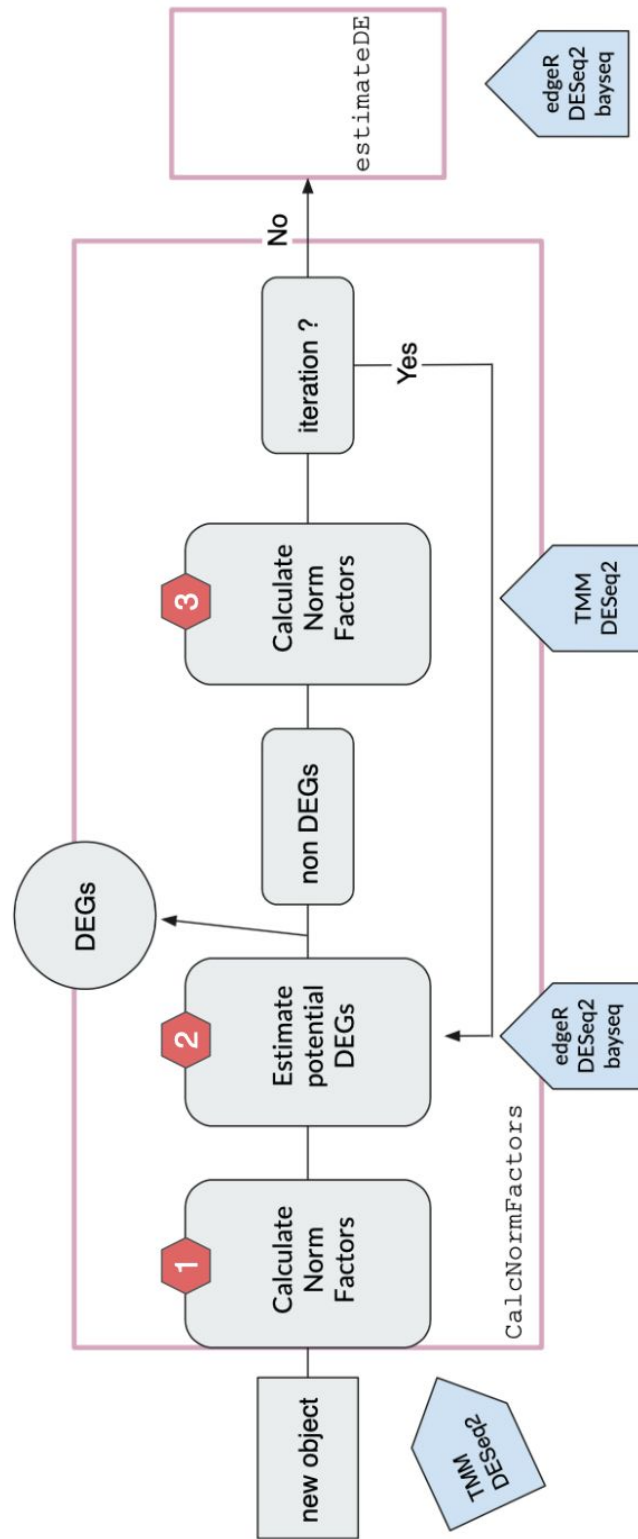 new object
1
Calculate
Norm
Factors
2
Estimate
potential
DEGs
DEGs
non DEGs
3
Calculate
Norm
Factors
iteration ?
No
Yes
CalcNormFactors
estimateDE
TMM
DESeq2
edgeR
DESeq2
bayseq
TMM
DESeq2
edgeR
DESeq2
bayseq